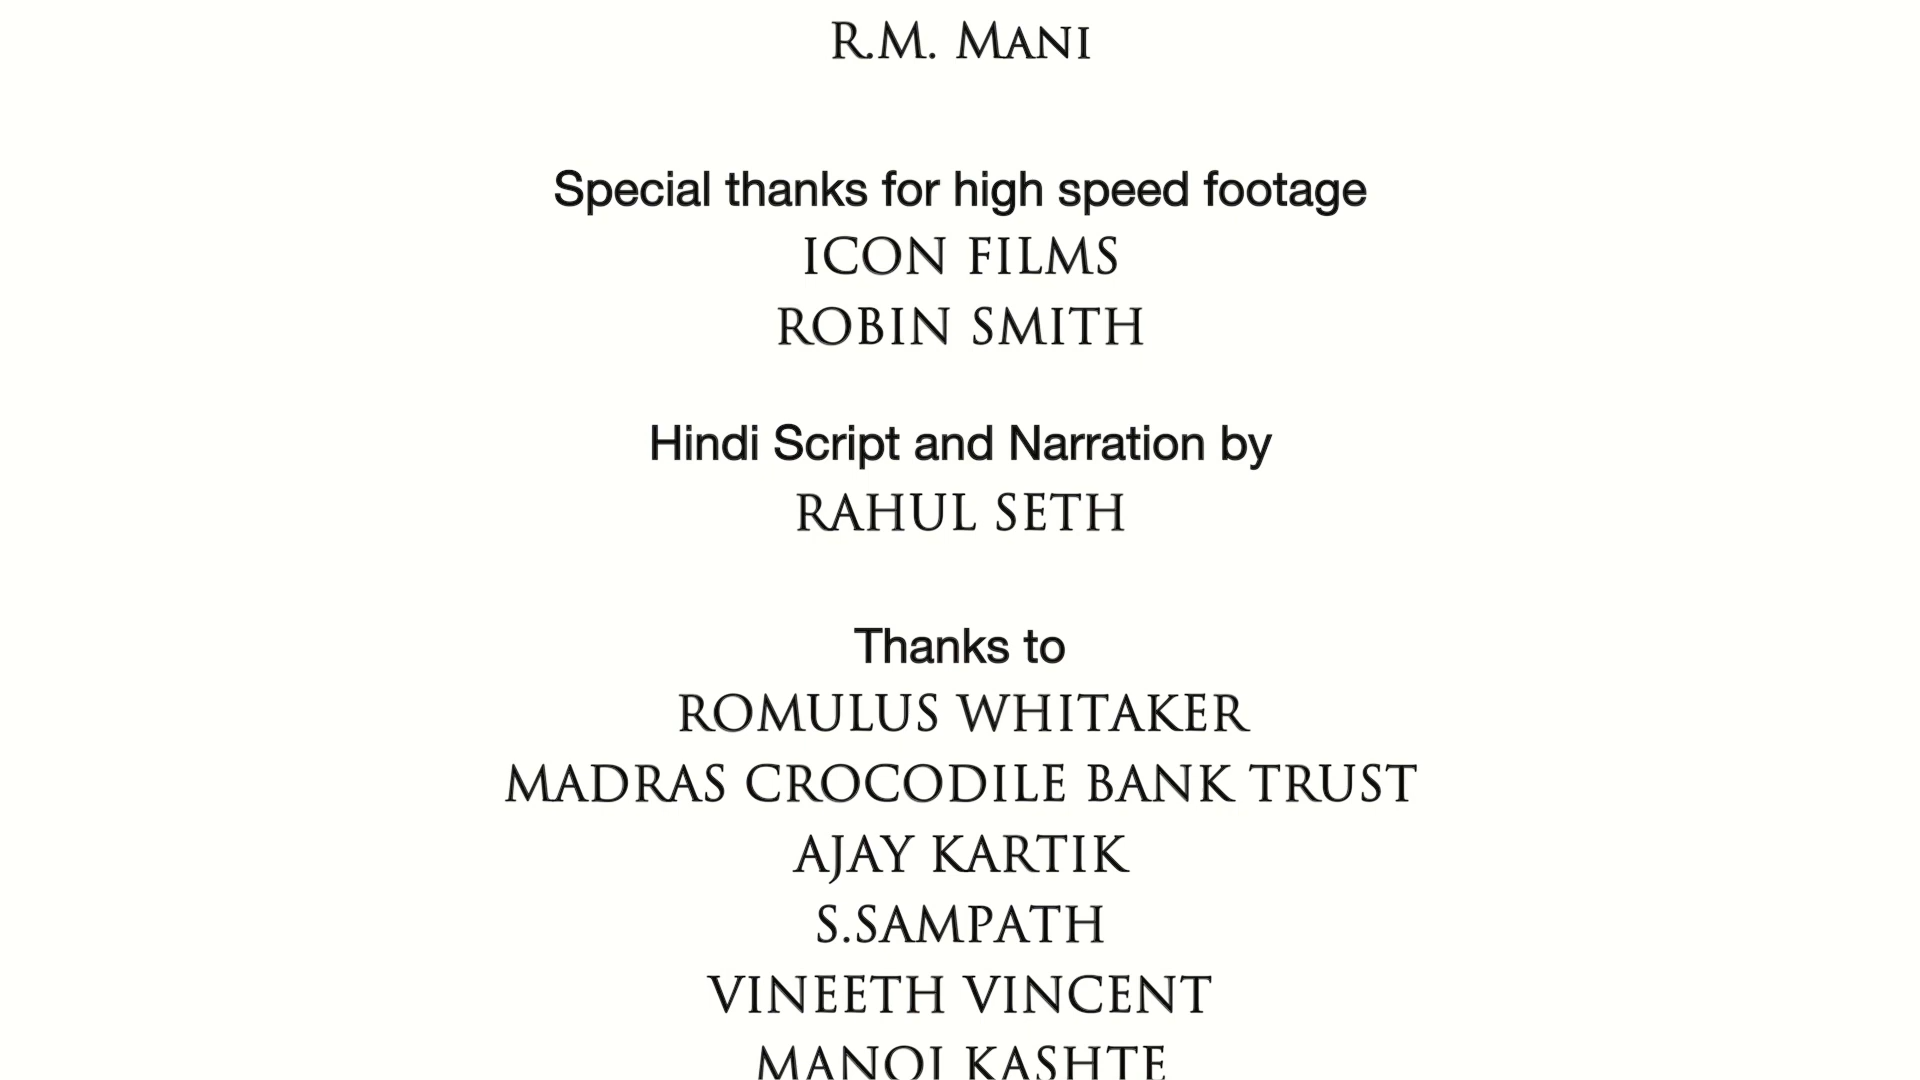 R.M. Mani
Special thanks for high speed footage
ICON FILMS
ROBIN SMITH
Hindi Script and Narration by
RAHUL SETH
Thanks to
ROMULUS WHITAKER
MADRAS CROCODILE BANK TRUST
AJAY KARTIK
S.SAMPATH
VINEETH VINCENT
MANOJ KASHTE